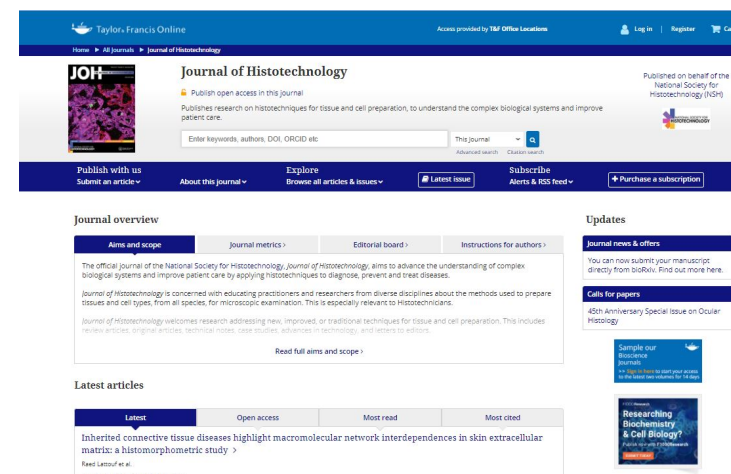 Taylor & Francis Online
Access provided by T&F Office Locations
Log in | Register
Home ▶ All Journals ▶ Journal of Histotechnology
JOH
Journal of Histotechnology
Publish open access in this journal
Publishes research on histotechniques for tissue and cell preparation, to understand the complex biological systems and improve
patient care.
Enter keywords, authors, DOI, ORCID etc
This Journal
Advanced search Citation search
Published on behalf of the
National Society for
Histotechnology (NSH)
HISTOTECHNOLOGY
Publish with us
Submit an article
About this journal
Explore
Browse all articles & issues
Latest issue
Subscribe
Alerts & RSS feed
+ Purchase a subscription
Journal overview
Aims and scope
Journal metrics ›
Editorial board ›
Instructions for authors ›
The official journal of the National Society for Histotechnology, Journal of Histotechnology, aims to advance the understanding of complex
biological systems and improve patient care by applying histotechniques to diagnose, prevent and treat diseases.
Journal of Histotechnology is concerned with educating practitioners and researchers from diverse disciplines about the methods used to prepare
tissues and cell types, from all species, for microscopic examination. This is especially relevant to Histotechnicians.
Journal of Histotechnology welcomes research addressing new, improved, or traditional techniques for tissue and cell preparation. This includes
review articles, original articles, technical notes, case studies, advances in technology, and letters to editors.
Read full aims and scope ›
Updates
Journal news & offers
You can now submit your manuscript
directly from bioRxiv. Find out more here.
Calls for papers
45th Anniversary Special Issue on Ocular
Histology
Sample our
Bioscience
Journals
>> Sign in here to start your access
to the latest two volumes for 14 days
Researching
Biochemistry
& Cell Biology?
Latest articles
Latest
Open access
Most read
Most cited
Inherited connective tissue diseases highlight macromolecular network interdependences in skin extracellular
matrix: a histomorphometric study ›
Raed Lattouf et al.